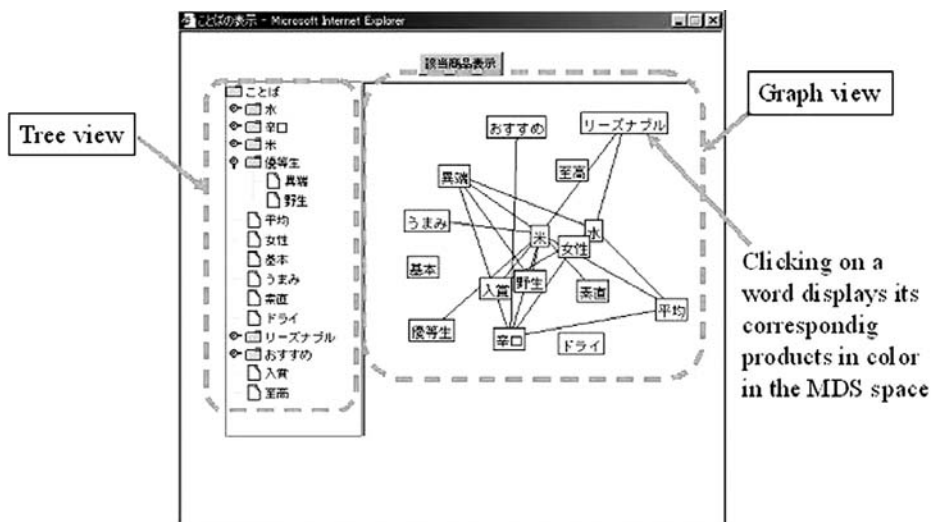 ことばの表示 - Microsoft Internet Explorer
該当商品表示
Tree view
ことば
水
辛口
米
優等生
異端
野生
平均
女性
基本
うまみ
素直
ドライ
リーズナブル
おすすめ
入賞
至高
おすすめ
リーズナブル
至高
異端
うまみ
水
米
女性
基本
野生
入賞
素直
平均
優等生
辛口
ドライ
Graph view
Clicking on a
word displays its
correspondig
products in color
in the MDS space